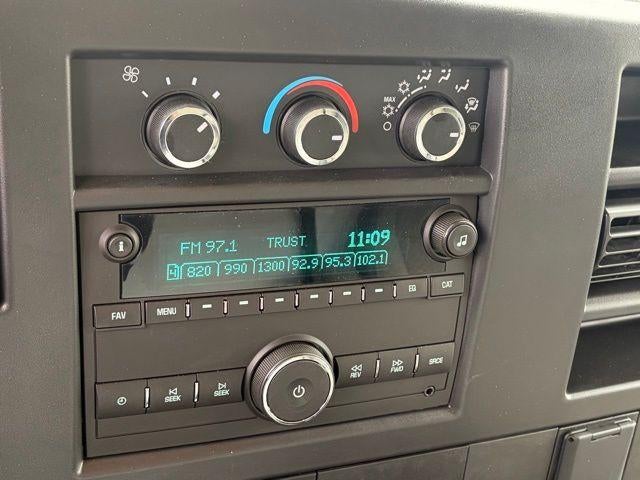 MAX
FM 97.1 TRUST 11:09
4 820 990 1300 92.9 95.3 102.1
i
FAV MENU EQ CAT
SEEK SEEK REV FWD SRCE